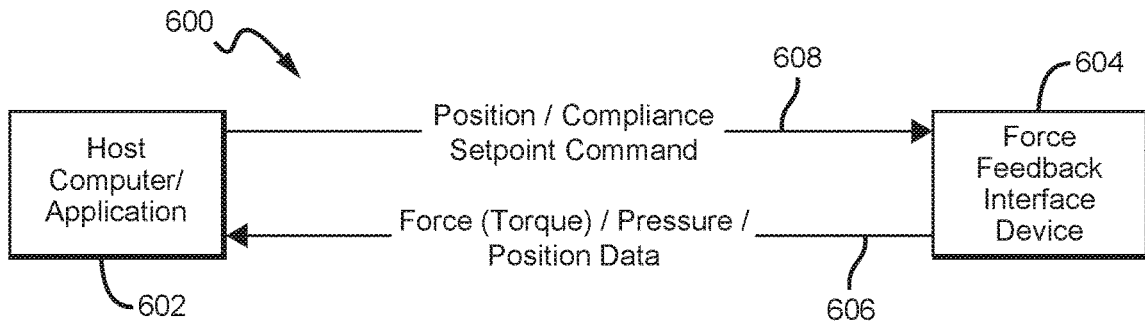 600
608
604
Position / Compliance
Setpoint Command
Host
Computer/
Application
Force
Feedback
Interface
Device
Force (Torque) / Pressure /
Position Data
602
606